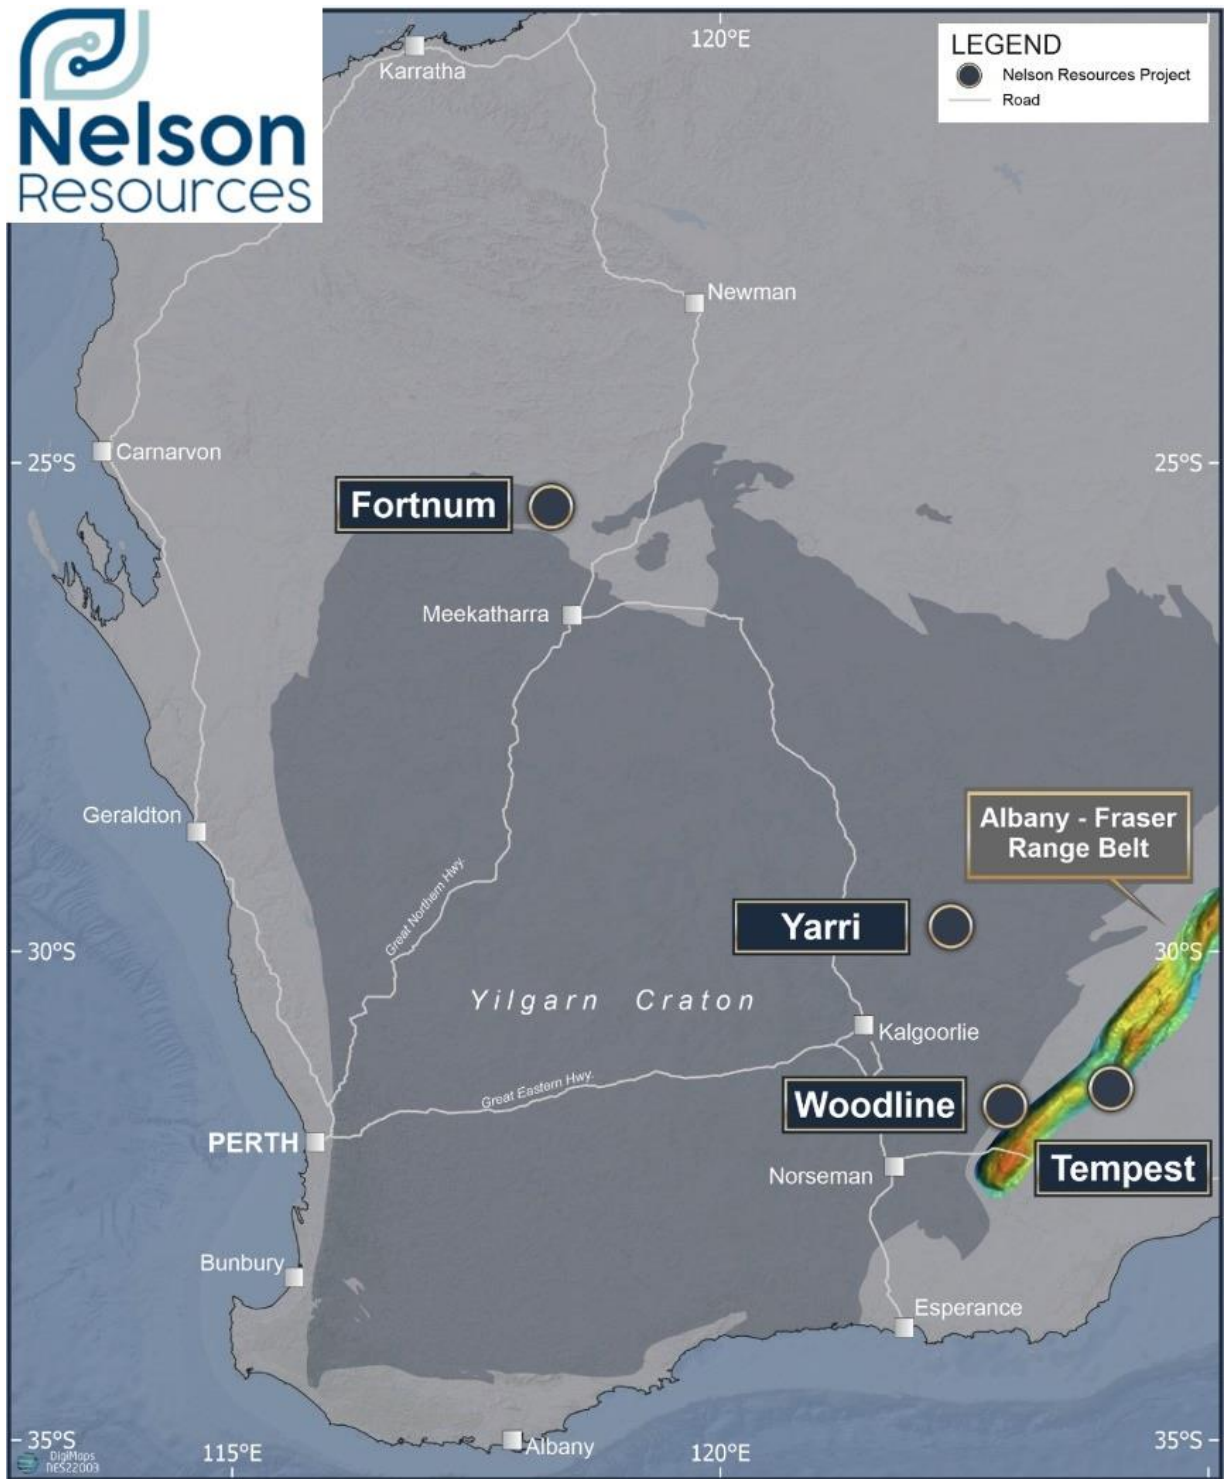 Nelson
Resources
120°E
LEGEND
Nelson Resources Project
Road
Karratha
Newman
Carnarvon
25°S
25°S
Fortnum
Meekatharra
Geraldton
Albany - Fraser
Range Belt
Great Northern Hwy.
Yarri
30°S
30°S
Yilgarn Craton
Kalgoorlie
Great Eastern Hwy.
Woodline
PERTH
Norseman
Tempest
Bunbury
Esperance
35°S
35°S
Albany
DigiMaps
NES22003
115°E
120°E